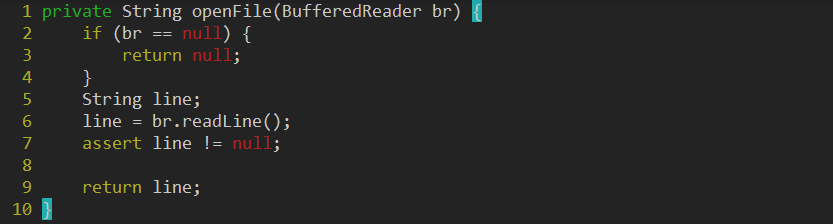 1 private String openFile(BufferedReader br) {
2     if (br == null) {
3         return null;
4     }
5     String line;
6     line = br.readLine();
7     assert line != null;
8
9     return line;
10 }